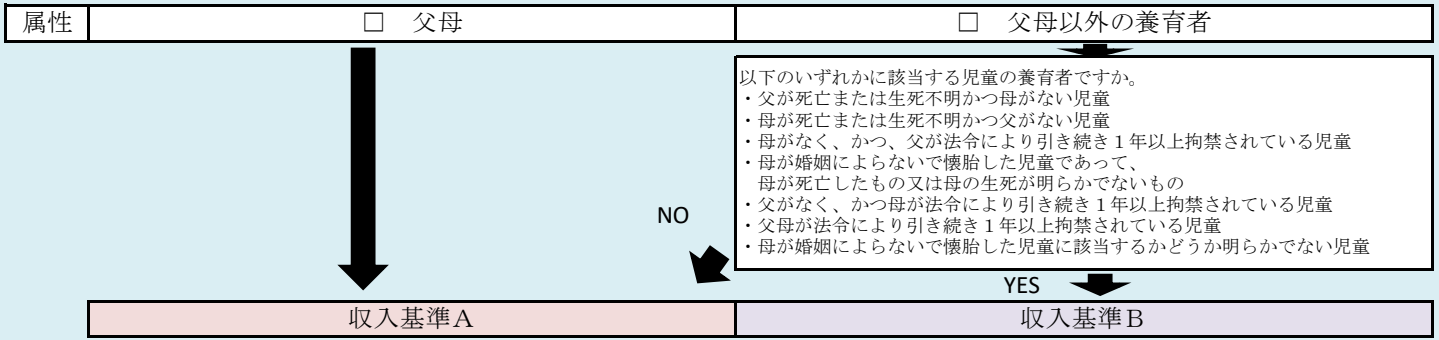 属性
□　父母
□　父母以外の養育者
以下のいずれかに該当する児童の養育者ですか。
・父が死亡または生死不明かつ母がない児童
・母が死亡または生死不明かつ父がない児童
・母がなく、かつ、父が法令により引き続き１年以上拘禁されている児童
・母が婚姻によらないで懐胎した児童であって、
　母が死亡したもの又は母の生死が明らかでないもの
・父がなく、かつ母が法令により引き続き１年以上拘禁されている児童
・父母が法令により引き続き１年以上拘禁されている児童
・母が婚姻によらないで懐胎した児童に該当するかどうか明らかでない児童
NO
YES
収入基準Ａ
収入基準Ｂ